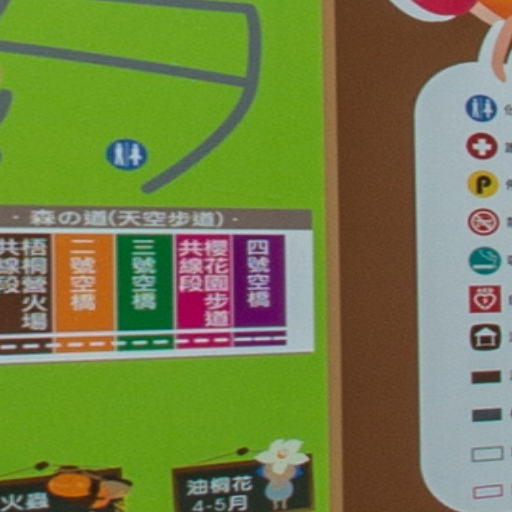 - 森の道(天空步道) -
梧桐營火場
共線段
二號空橋
三號空橋
櫻花園步道
共線段
四號空橋
P
火蟲
油桐花
4-5月